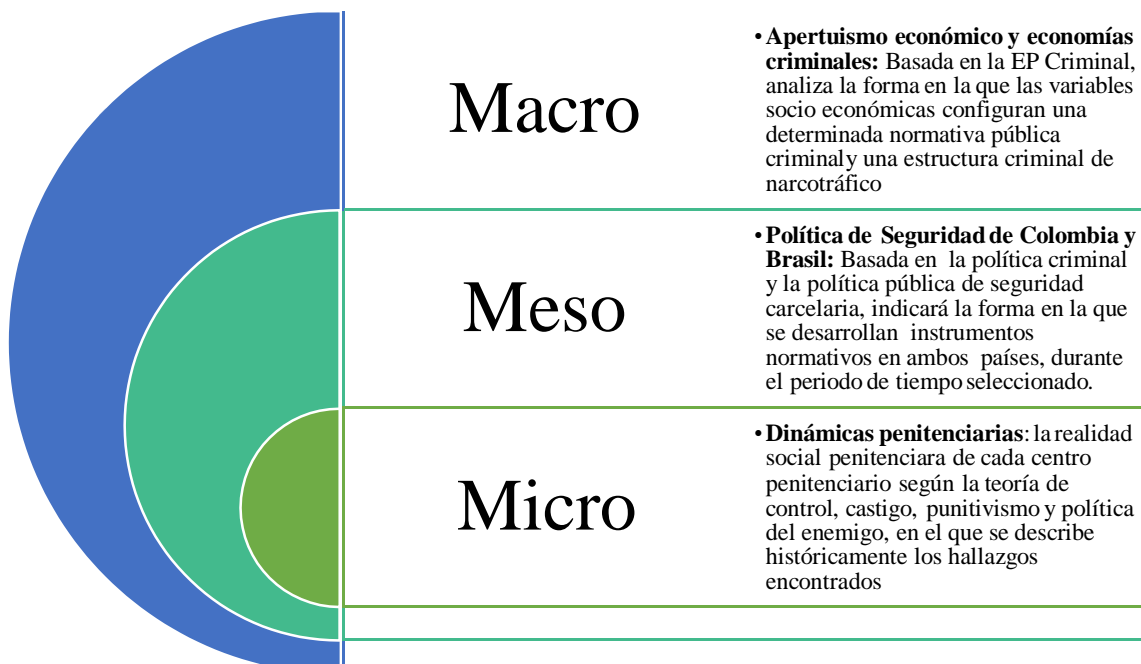 Macro
• Apertuismo económico y economías
criminales: Basada en la EP Criminal,
analiza la forma en la que las variables
socio económicas configuran una
determinada normativa pública
criminaly una estructura criminal de
narcotráfico
Meso
• Política de Seguridad de Colombia y
Brasil: Basada en la política criminal
y la política pública de seguridad
carcelaria, indicará la forma en la que
se desarrollan instrumentos
normativos en ambos países, durante
el periodo de tiempo seleccionado.
Micro
• Dinámicas penitenciarias: la realidad
social penitenciara de cada centro
penitenciario según la teoría de
control, castigo, punitivismo y política
del enemigo, en el que se describe
históricamente los hallazgos
encontrados